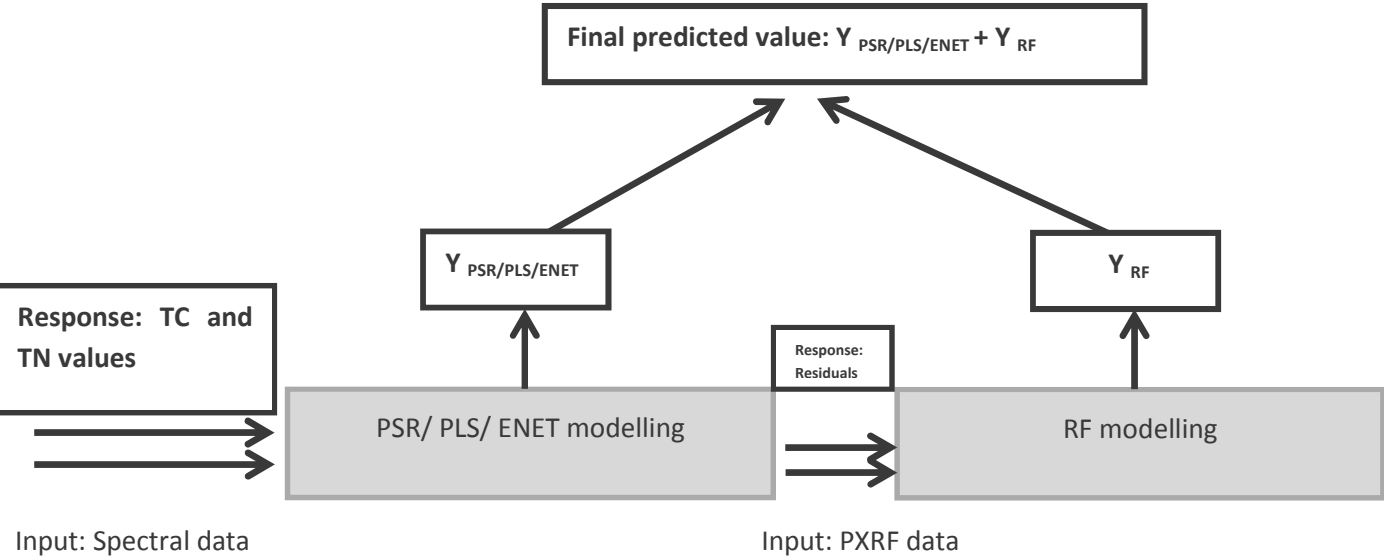 Final predicted value: Y PSR/PLS/ENET + Y RF
Y PSR/PLS/ENET
Y RF
Response: TC and
TN values
Response:
Residuals
PSR/ PLS/ ENET modelling
RF modelling
Input: Spectral data
Input: PXRF data